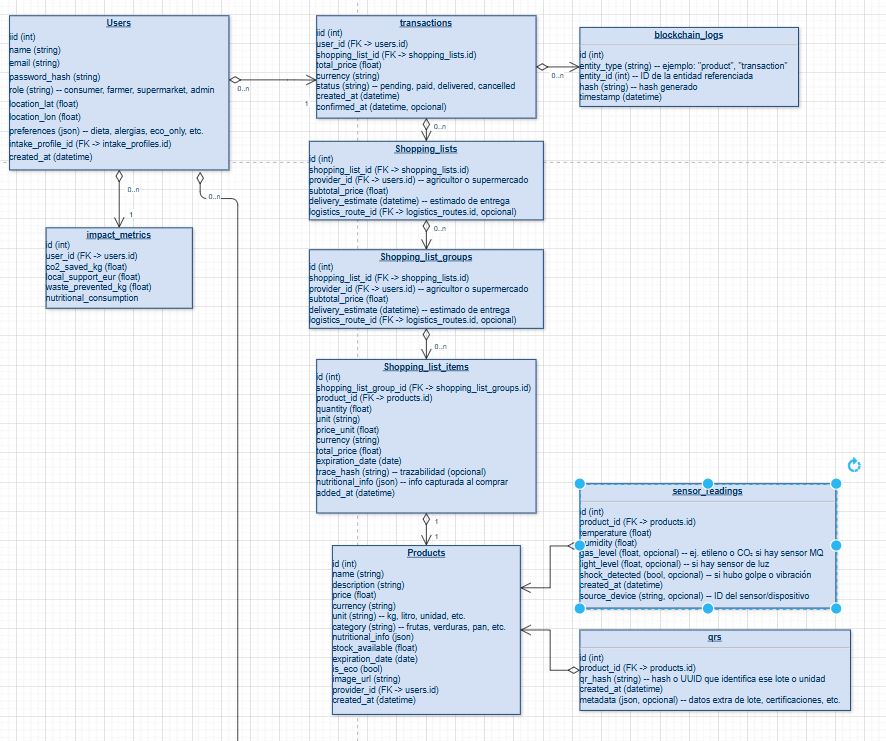 Users
iid (int)
name (string)
email (string)
password_hash (string)
role (string) -- consumer, farmer, supermarket, admin
location_lat (float)
location_lon (float)
preferences (json) -- dieta, alergias, eco_only, etc.
intake_profile_id (FK -> intake_profiles.id)
created_at (datetime)
0..n
1
0..n
1
0..n
impact_metrics
id (int)
user_id (FK -> users.id)
co2_saved_kg (float)
local_support_eur (float)
waste_prevented_kg (float)
nutritional_consumption
transactions
iid (int)
user_id (FK -> users.id)
shopping_list_id (FK -> shopping_lists.id)
total_price (float)
currency (string)
status (string) -- pending, paid, delivered, cancelled
created_at (datetime)
confirmed_at (datetime, opcional)
0..n
0..n
blockchain_logs
id (int)
entity_type (string) -- ejemplo: "product", "transaction"
entity_id (int) -- ID de la entidad referenciada
hash (string) -- hash generado
timestamp (datetime)
Shopping_lists
id (int)
shopping_list_id (FK -> shopping_lists.id)
provider_id (FK -> users.id) -- agricultor o supermercado
subtotal_price (float)
delivery_estimate (datetime) -- estimado de entrega
logistics_route_id (FK -> logistics_routes.id, opcional)
0..n
Shopping_list_groups
id (int)
shopping_list_id (FK -> shopping_lists.id)
provider_id (FK -> users.id) -- agricultor o supermercado
subtotal_price (float)
delivery_estimate (datetime) -- estimado de entrega
logistics_route_id (FK -> logistics_routes.id, opcional)
0..n
Shopping_list_items
id (int)
shopping_list_group_id (FK -> shopping_list_groups.id)
product_id (FK -> products.id)
quantity (float)
unit (string)
price_unit (float)
currency (string)
total_price (float)
expiration_date (date)
trace_hash (string) -- trazabilidad (opcional)
nutritional_info (json) -- info capturada al comprar
added_at (datetime)
1
1
Products
id (int)
name (string)
description (string)
price (float)
currency (string)
unit (string) -- kg, litro, unidad, etc.
category (string) -- frutas, verduras, pan, etc.
nutritional_info (json)
stock_available (float)
expiration_date (date)
is_eco (bool)
image_url (string)
provider_id (FK -> users.id)
created_at (datetime)
sensor_readings
id (int)
product_id (FK -> products.id)
temperature (float)
humidity (float)
gas_level (float, opcional) -- ej. etileno o CO₂ si hay sensor MQ
light_level (float, opcional) -- si hay sensor de luz
shock_detected (bool, opcional) -- si hubo golpe o vibración
created_at (datetime)
source_device (string, opcional) -- ID del sensor/dispositivo
qrs
id (int)
product_id (FK -> products.id)
qr_hash (string) -- hash o UUID que identifica ese lote o unidad
created_at (datetime)
metadata (json, opcional) -- datos extra de lote, certificaciones, etc.